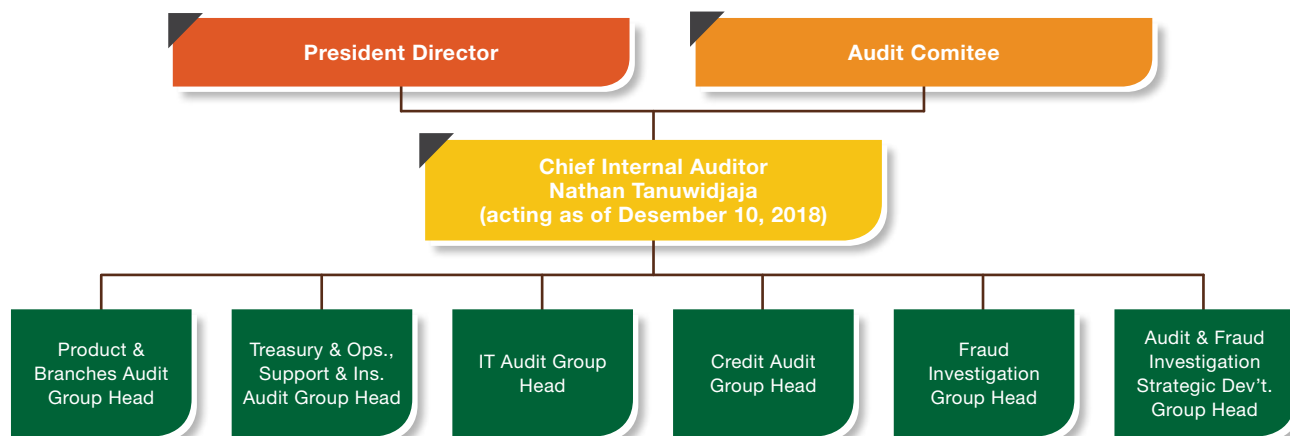 President Director
Audit Comitee
Chief Internal Auditor
Nathan Tanuwidjaja
(acting as of Desember 10, 2018)
Product &
Branches Audit
Group Head
Treasury & Ops.,
Support & Ins.
Audit Group Head
IT Audit Group
Head
Credit Audit
Group Head
Fraud
Investigation
Group Head
Audit & Fraud
Investigation
Strategic Dev't.
Group Head